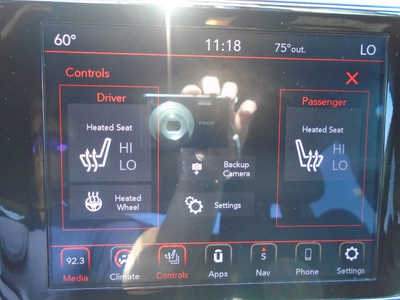 60° 11:18 75°out. LO
Controls
Driver
Passenger
Heated Seat
HI
LO
Heated Seat
HI
LO
Backup
Camera
Heated
Wheel
Settings
92.3
S
Media Climate Controls Apps Nav Phone Settings